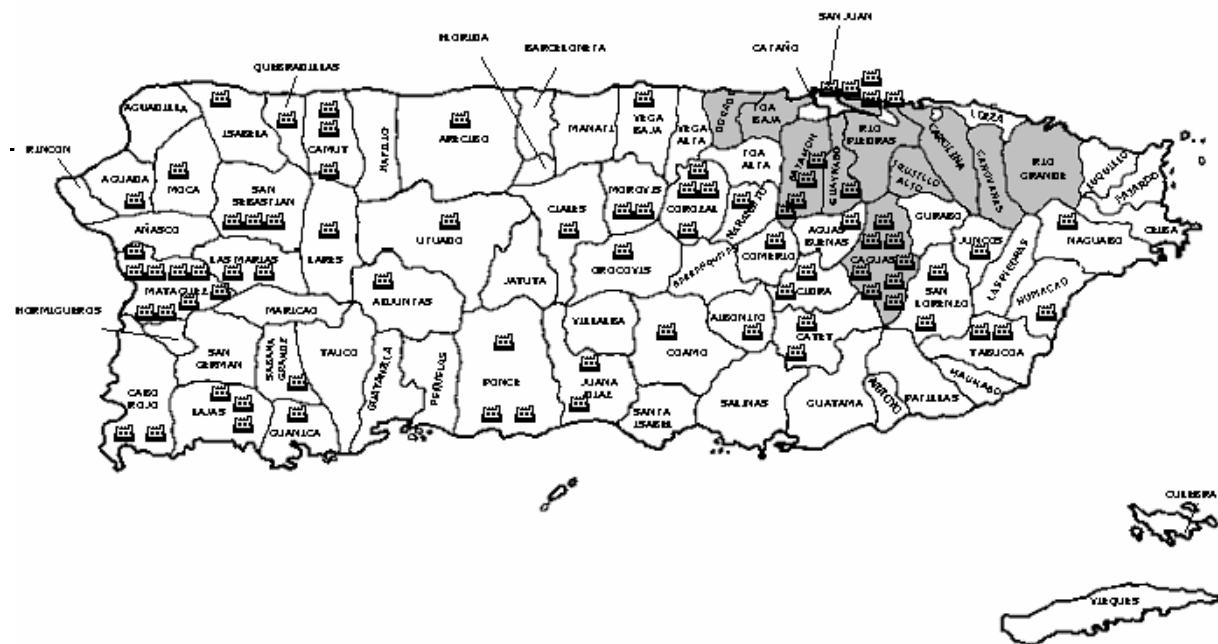 SAN JUAN
FLORIDA
BARCELONETA
CATAÑO
QUEBRADILLAS
AGUADILLA
ISABELA
CAMUY
HATILLO
ARECIBO
MANATI
VEGA
BAJA
VEGA
ALTA
DORADO
TOA
BAJA
TOA
ALTA
BAYAMON
GUAYNABO
RIO
PIEDRAS
TRUJILLO
ALTO
CAROLINA
CANOVANAS
LOIZA
RIO
GRANDE
LUQUILLO
FAJARDO
CEIBA
RINCON
AGUADA
MOCA
SAN
SEBASTIAN
AÑASCO
LAS MARIAS
LARES
UTUADO
CIALES
MOROVIS
COROZAL
NARANJITO
OROCOVIS
BARRANQUITAS
COMERIO
AGUAS
BUENAS
CAGUAS
GURABO
JUNCOS
LAS PIEDRAS
NAGUABO
HUMACAO
MAYAGUEZ
HORMIGUEROS
MARICAO
ADJUNTAS
JAYUYA
VILLALBA
COAMO
AIBONITO
CIDRA
CAYEY
SAN
LORENZO
YABUCOA
MAUNABO
SAN
GERMAN
SABANA
GRANDE
YAUCO
GUAYANILLA
PEÑUELAS
PONCE
JUANA
DIAZ
CABO
ROJO
LAJAS
GUANICA
SANTA
ISABEL
SALINAS
GUAYAMA
ARROYO
PATILLAS
CULEBRA
VIEQUES